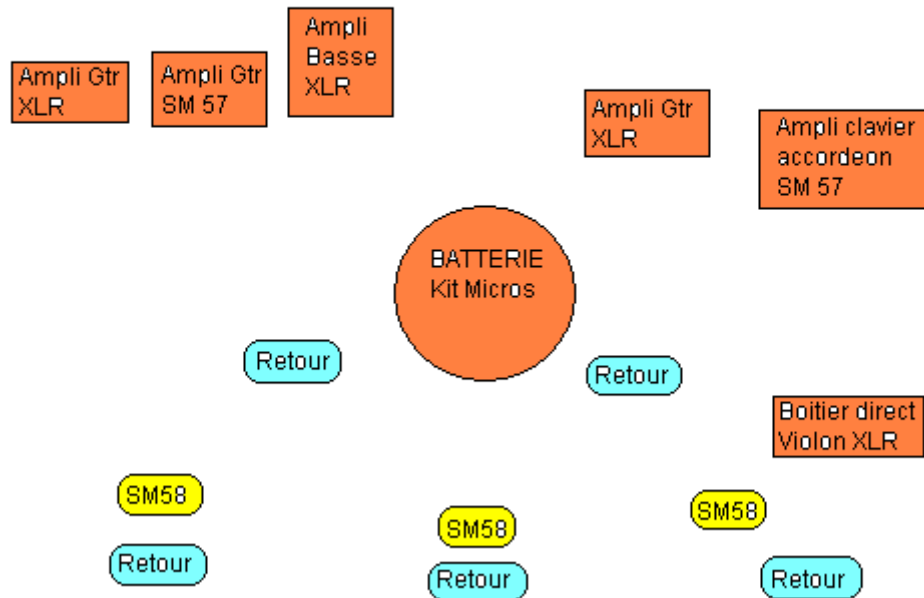 Ampli Gtr
XLR
Ampli Gtr
SM 57
Ampli
Basse
XLR
Ampli Gtr
XLR
Ampli clavier
accordeon
SM 57
BATTERIE
Kit Micros
Retour
Retour
Boitier direct
Violon XLR
SM58
SM58
SM58
Retour
Retour
Retour